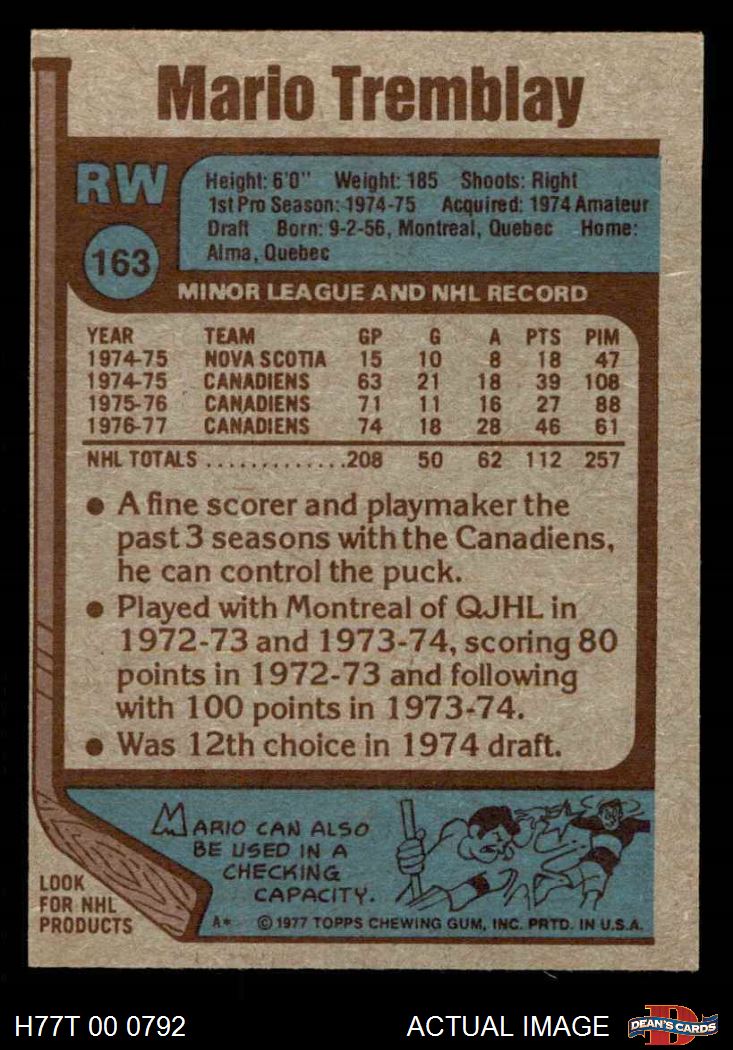 Mario Tremblay
RW
163
Height: 6'0" Weight: 185 Shoots: Right
1st Pro Season: 1974-75 Acquired: 1974 Amateur
Draft Born: 9-2-56, Montreal, Quebec Home:
Alma, Quebec
MINOR LEAGUE AND NHL RECORD
YEAR TEAM GP G A PTS PIM
1974-75 NOVA SCOTIA 15 10 8 18 47
1974-75 CANADIENS 63 21 18 39 108
1975-76 CANADIENS 71 11 16 27 88
1976-77 CANADIENS 74 18 28 46 61
NHL TOTALS .............208 50 62 112 257
● A fine scorer and playmaker the
past 3 seasons with the Canadiens,
he can control the puck.
● Played with Montreal of QJHL in
1972-73 and 1973-74, scoring 80
points in 1972-73 and following
with 100 points in 1973-74.
● Was 12th choice in 1974 draft.
MARIO CAN ALSO
BE USED IN A
CHECKING
CAPACITY.
LOOK
FOR NHL
PRODUCTS
A* © 1977 TOPPS CHEWING GUM, INC. PRTD. IN U.S.A.
H77T 00 0792 ACTUAL IMAGE DEAN'S CARDS